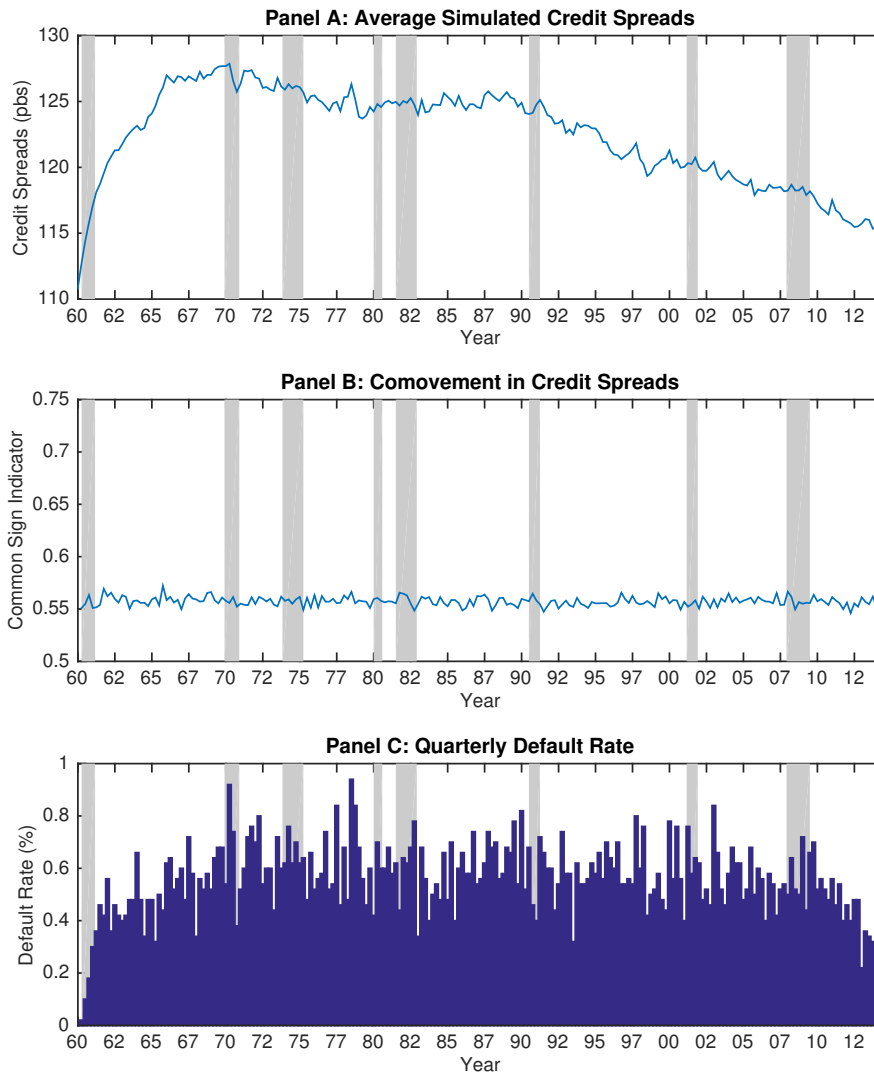 Panel A: Average Simulated Credit Spreads
Credit Spreads (pbs)
130
125
120
115
110
60 62 65 67 70 72 75 77 80 82 85 87 90 92 95 97 00 02 05 07 10 12
Year
Panel B: Comovement in Credit Spreads
Common Sign Indicator
0.75
0.7
0.65
0.6
0.55
0.5
60 62 65 67 70 72 75 77 80 82 85 87 90 92 95 97 00 02 05 07 10 12
Year
Panel C: Quarterly Default Rate
Default Rate (%)
1
0.8
0.6
0.4
0.2
0
60 62 65 67 70 72 75 77 80 82 85 87 90 92 95 97 00 02 05 07 10 12
Year